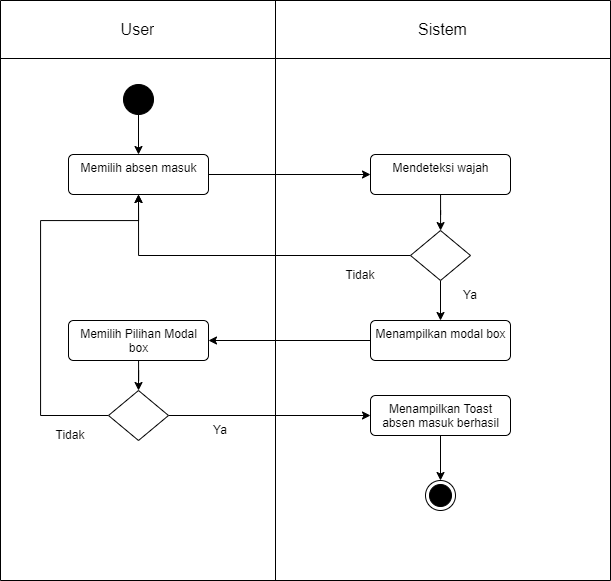 User
Sistem
Memilih absen masuk
Mendeteksi wajah
Tidak
Ya
Memilih Pilihan Modal
box
Menampilkan modal box
Tidak
Ya
Menampilkan Toast
absen masuk berhasil